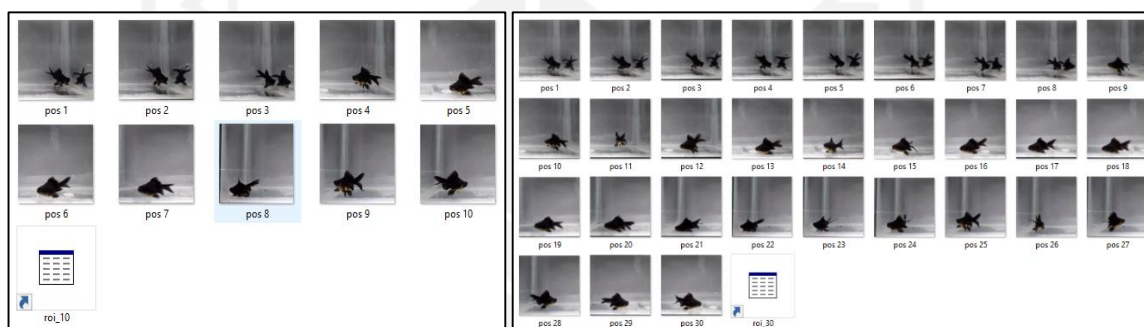 pos 1 pos 2 pos 3 pos 4 pos 5
pos 6 pos 7 pos 8 pos 9 pos 10
roi_10
pos 1 pos 2 pos 3 pos 4 pos 5 pos 6 pos 7 pos 8 pos 9
pos 10 pos 11 pos 12 pos 13 pos 14 pos 15 pos 16 pos 17 pos 18
pos 19 pos 20 pos 21 pos 22 pos 23 pos 24 pos 25 pos 26 pos 27
pos 28 pos 29 pos 30 roi_30